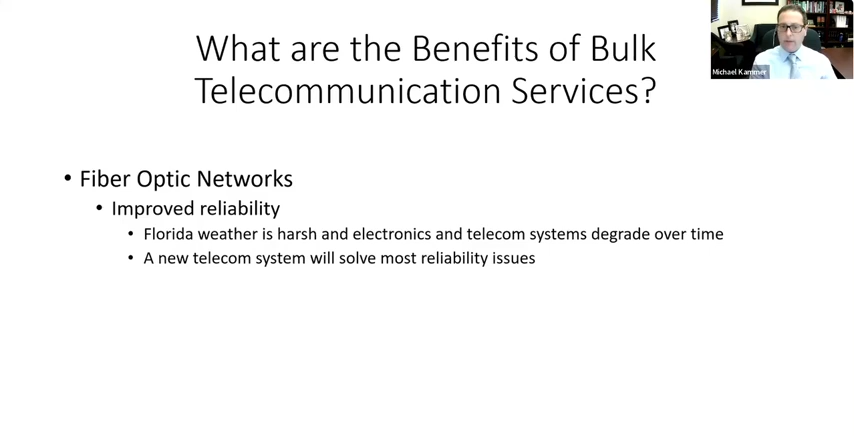 What are the Benefits of Bulk
Telecommunication Services?
Michael Kammer
• Fiber Optic Networks
• Improved reliability
• Florida weather is harsh and electronics and telecom systems degrade over time
• A new telecom system will solve most reliability issues